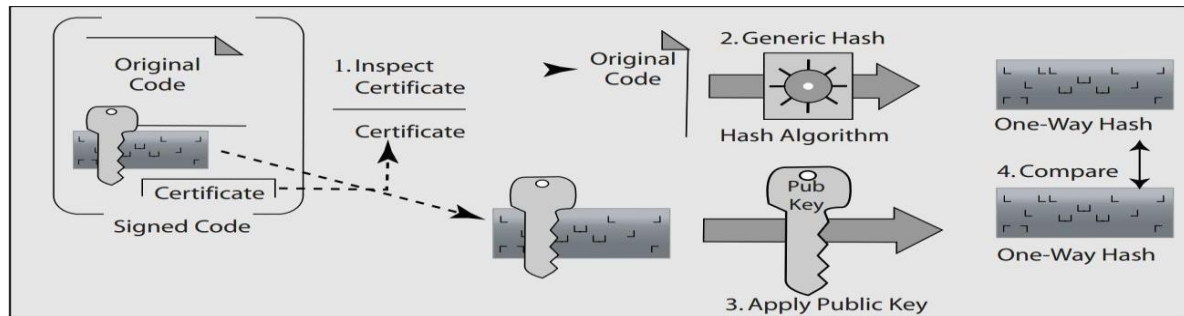 Original
Code
Certificate
Signed Code
1. Inspect
Certificate
Certificate
Original
Code
2. Generic Hash
Hash Algorithm
Pub
Key
3. Apply Public Key
One-Way Hash
4. Compare
One-Way Hash